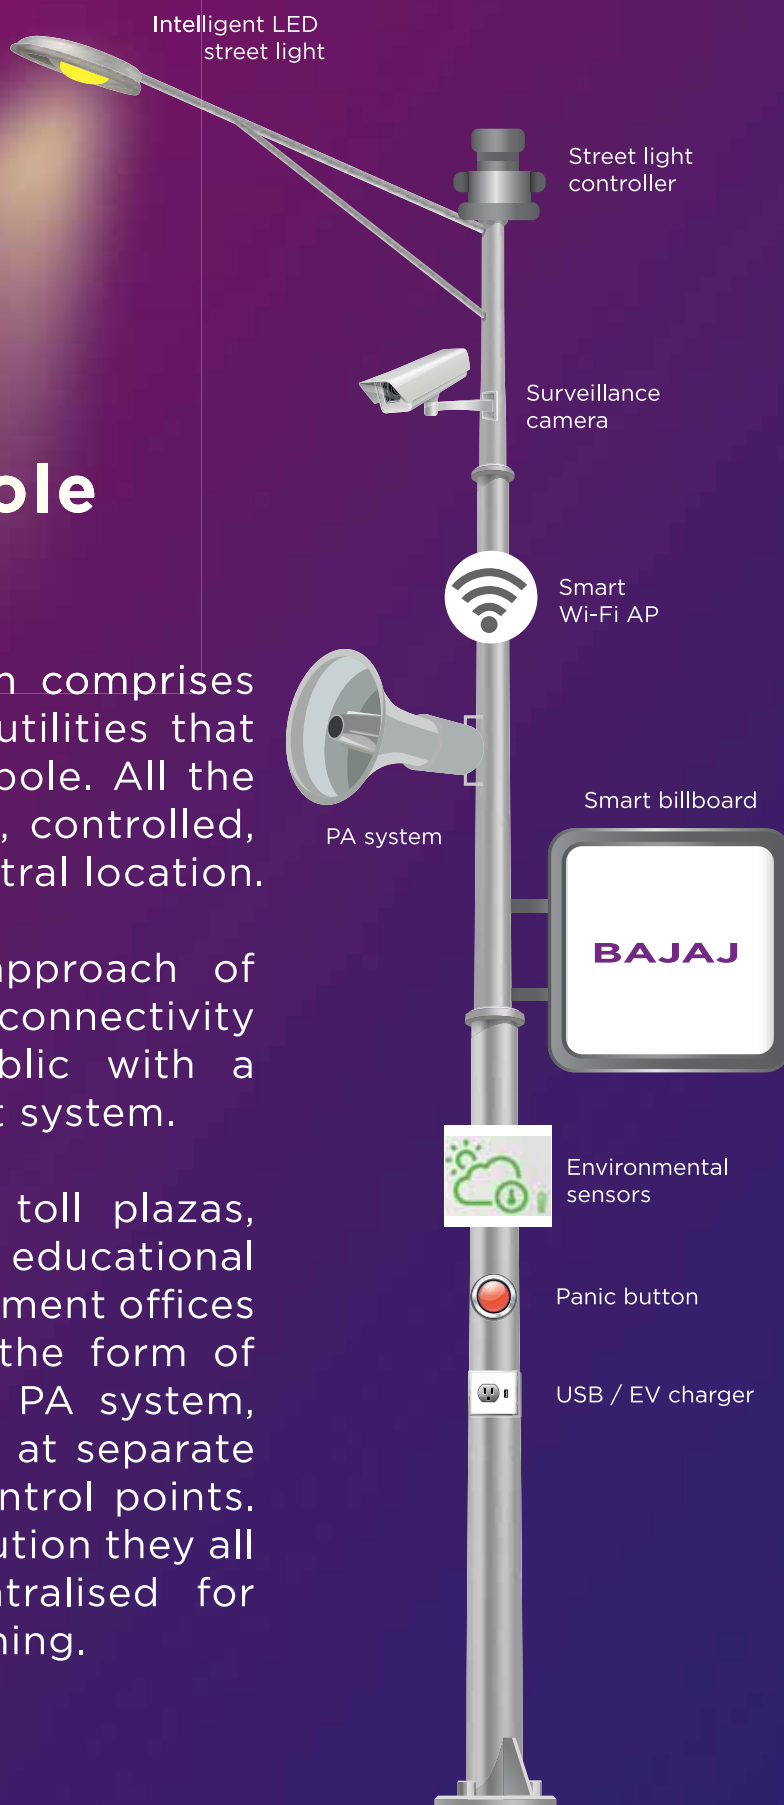 Intelligent LED
street light
Street light
controller
Surveillance
camera
ole
Smart
Wi-Fi AP
comprises
utilities that
pole. All the
, controlled,
tral location.
PA system
Smart billboard
BAJAJ
approach of
connectivity
blic with a
t system.
Environmental
sensors
toll plazas,
educational
ment offices
the form of
PA system,
at separate
ntrol points.
ution they all
ntralised for
ning.
Panic button
USB / EV charger